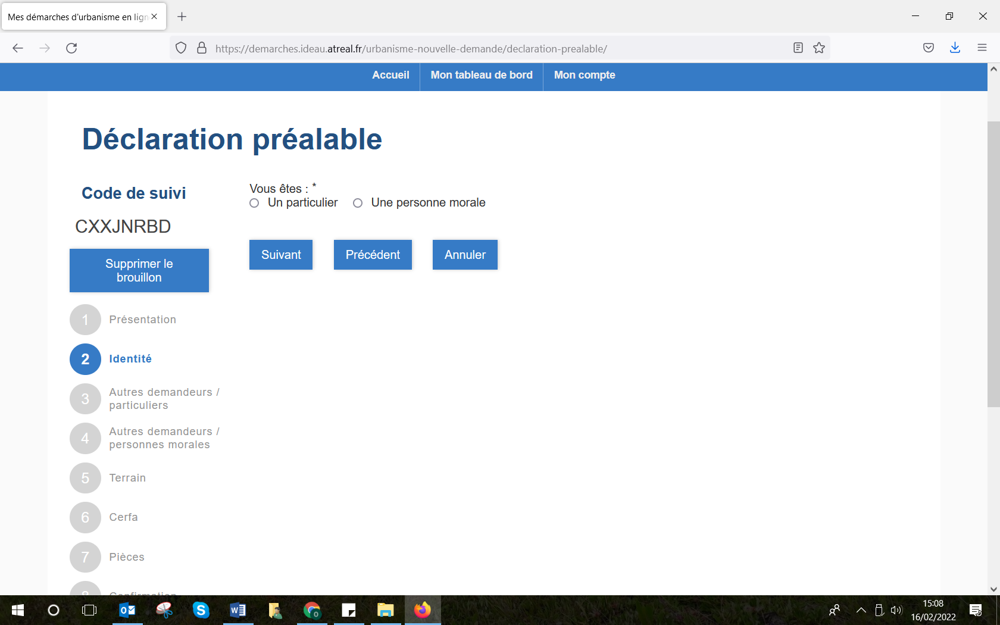 Mes démarches d'urbanisme en lign
https://demarches.ideau.atreal.fr/urbanisme-nouvelle-demande/declaration-prealable/
Accueil
Mon tableau de bord
Mon compte
Déclaration préalable
Code de suivi
CXXJNRBD
Supprimer le
brouillon
Vous êtes : *
Un particulier
Une personne morale
Suivant
Précédent
Annuler
1 Présentation
2 Identité
3 Autres demandeurs /
particuliers
4 Autres demandeurs /
personnes morales
5 Terrain
6 Cerfa
7 Pièces
8 Confirmation
15:08
16/02/2022